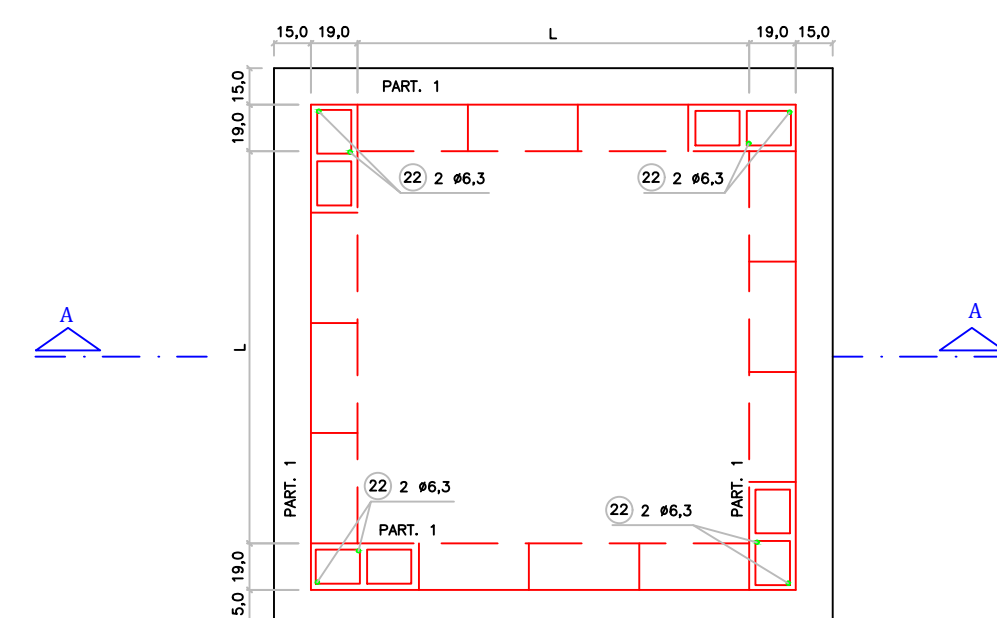 15,0 19,0 L 19,0 15,0
15,0
PART. 1
19,0
22 2 ø6,3
22 2 ø6,3
A
A
L
PART. 1
PART. 1
22 2 ø6,3
22 2 ø6,3
PART. 1
19,0
5,0